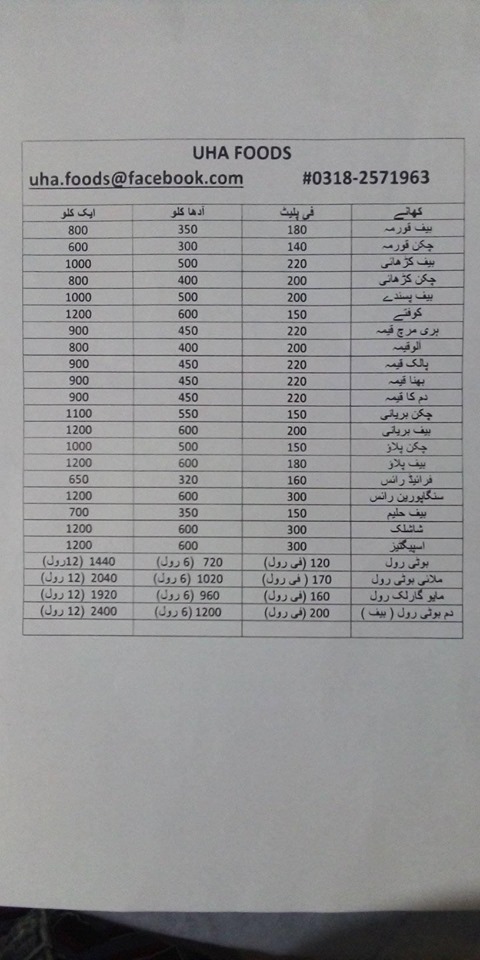 UHA FOODS
uha.foods@facebook.com #0318-2571963
کھانے فی پلیٹ آدھا کلو ایک کلو
بیف قورمہ 180 350 800
چکن قورمہ 140 300 600
بیف کڑھائی 220 500 1000
چکن کڑھائی 200 400 800
بیف پسندے 200 500 1000
کوفتے 150 600 1200
ہری مرچ قیمہ 220 450 900
آلوقیمہ 200 400 800
پالک قیمہ 220 450 900
بھنا قیمہ 220 450 900
دم کا قیمہ 220 450 900
چکن بریانی 150 550 1100
بیف بریانی 200 600 1200
چکن پلاؤ 150 500 1000
بیف پلاؤ 180 600 1200
فرائیڈ رائس 160 320 650
سنگاپورین رائس 300 600 1200
بیف حلیم 150 350 700
شاشلک 300 600 1200
اسپیگٹیز 300 600 1200
بوٹی رول 120 (فی رول) 720 (6 رول) 1440 (12رول)
ملائی بوٹی رول 170 ( فی رول) 1020 (6 رول) 2040 (12 رول)
مایو گارلک رول 160 (فی رول) 960 (6 رول) 1920 (12 رول)
دم بوٹی رول ( بیف ) 200 (فی رول) 1200 (6 رول) 2400 (12 رول)